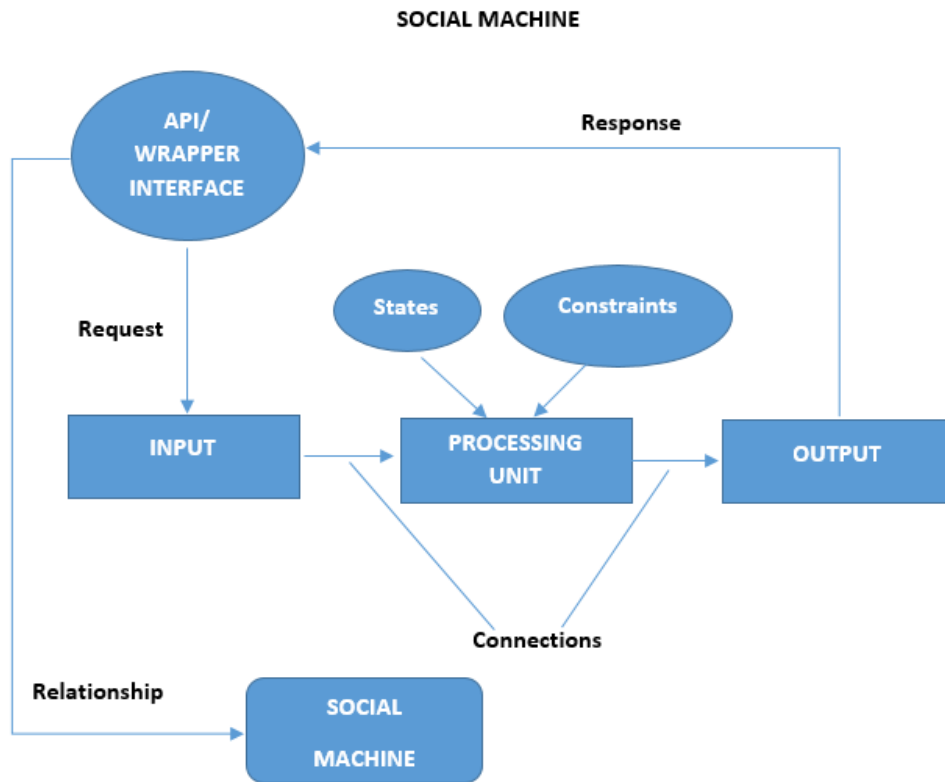 SOCIAL MACHINE
API/
WRAPPER
INTERFACE
Response
States
Constraints
Request
INPUT
PROCESSING
UNIT
OUTPUT
Connections
Relationship
SOCIAL
MACHINE